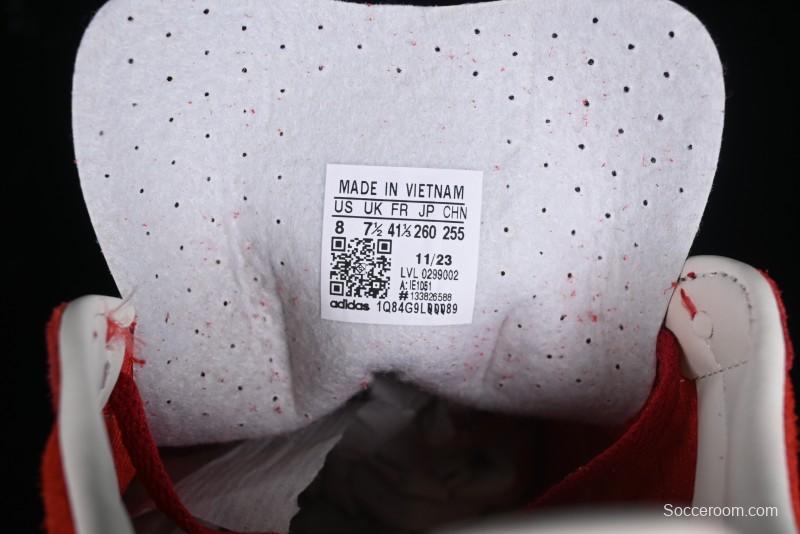 MADE IN VIETNAM
US UK FR JP CHN
8 7½ 41⅓ 260 255
11/23
LVL 0299002
A: IE1051
# 133826588
adidas 1Q84G9L00089
Socceroom.com